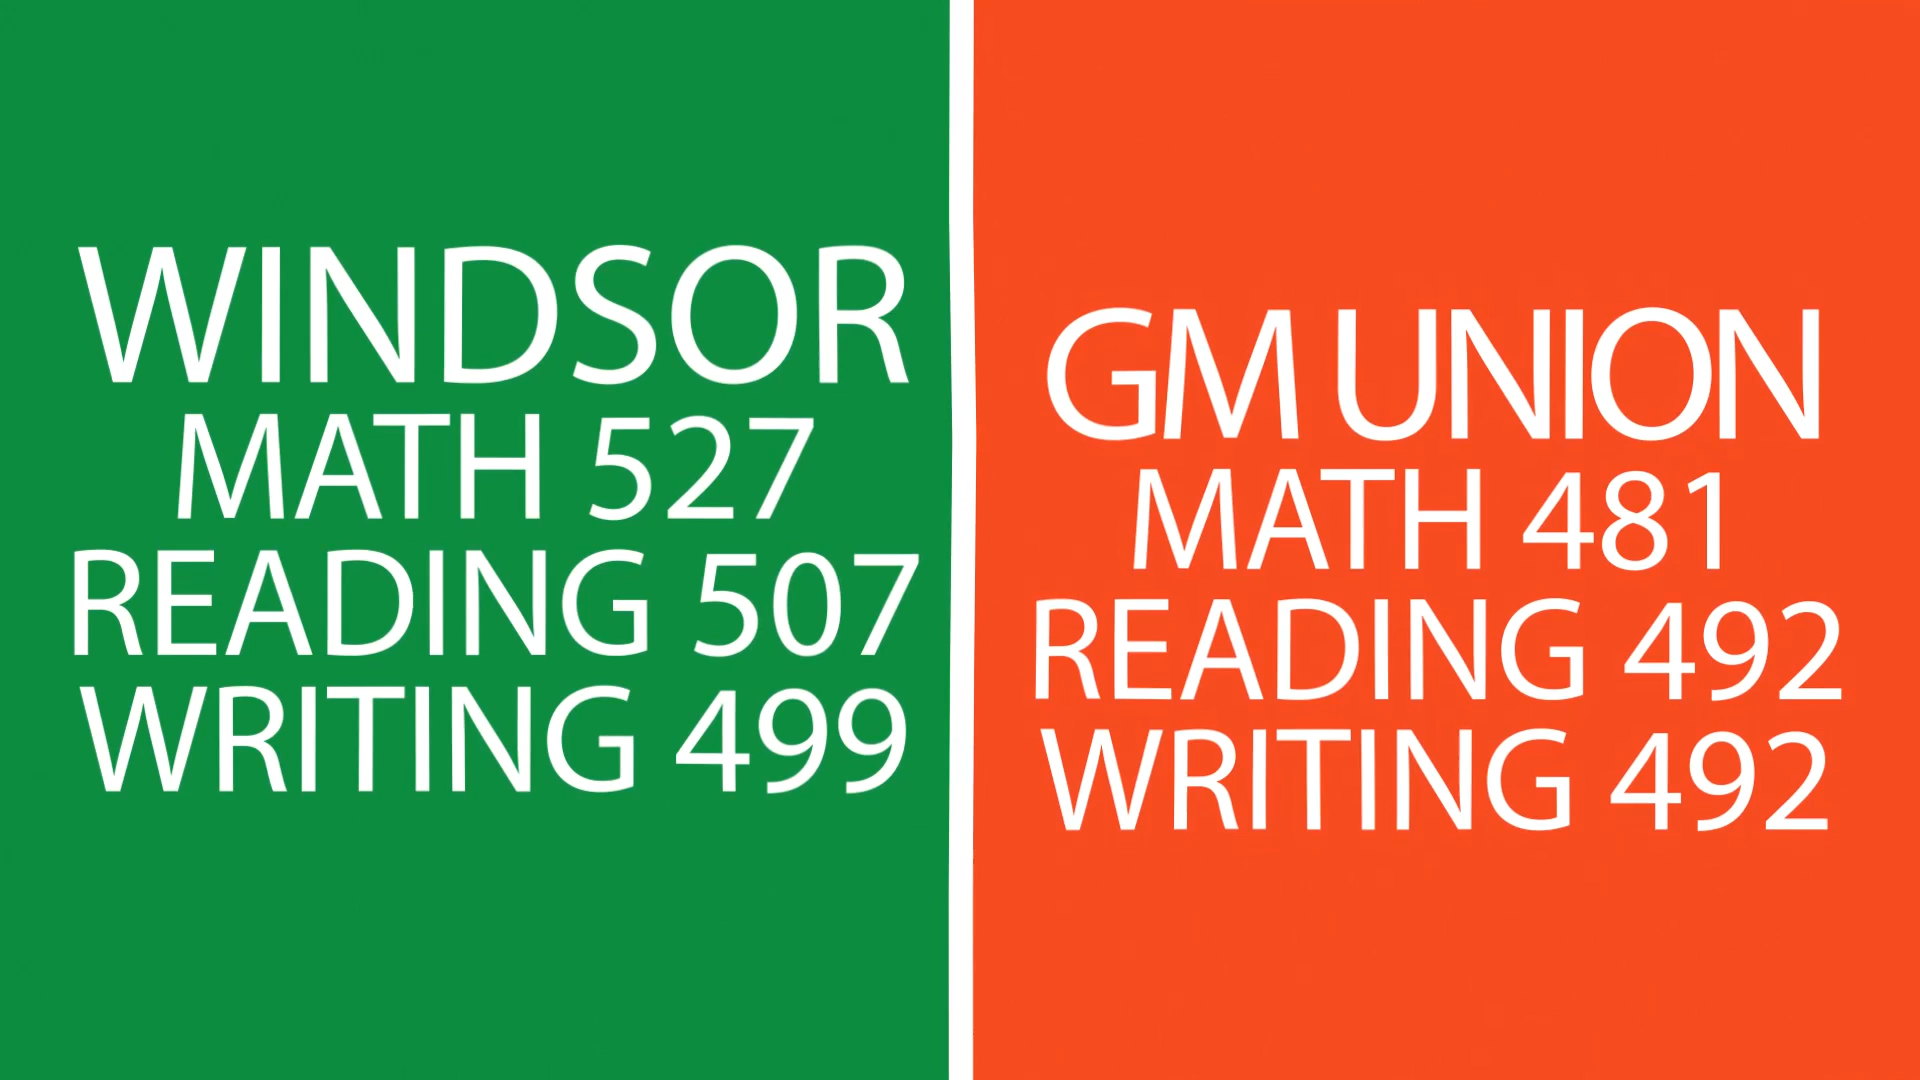 WINDSOR
MATH 527
READING 507
WRITING 499
GM UNION
MATH 481
READING 492
WRITING 492